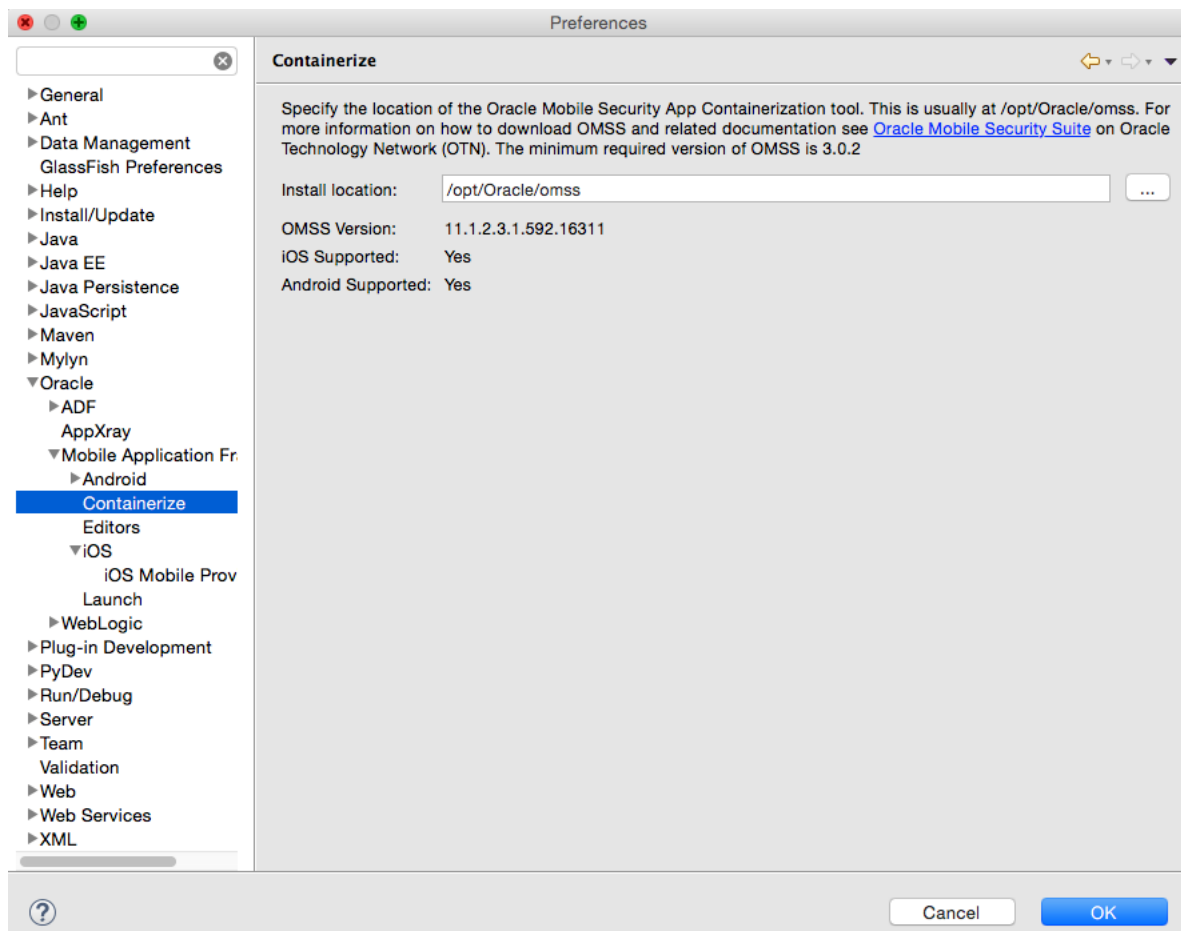 Preferences
Containerize
General
Ant
Data Management
GlassFish Preferences
Help
Install/Update
Java
Java EE
Java Persistence
JavaScript
Maven
Mylyn
Oracle
ADF
AppXray
Mobile Application Fr
Android
Containerize
Editors
iOS
iOS Mobile Prov
Launch
WebLogic
Plug-in Development
PyDev
Run/Debug
Server
Team
Validation
Web
Web Services
XML
Specify the location of the Oracle Mobile Security App Containerization tool. This is usually at /opt/Oracle/omss. For
more information on how to download OMSS and related documentation see Oracle Mobile Security Suite on Oracle
Technology Network (OTN). The minimum required version of OMSS is 3.0.2
Install location: /opt/Oracle/omss ...
OMSS Version: 11.1.2.3.1.592.16311
iOS Supported: Yes
Android Supported: Yes
? Cancel OK